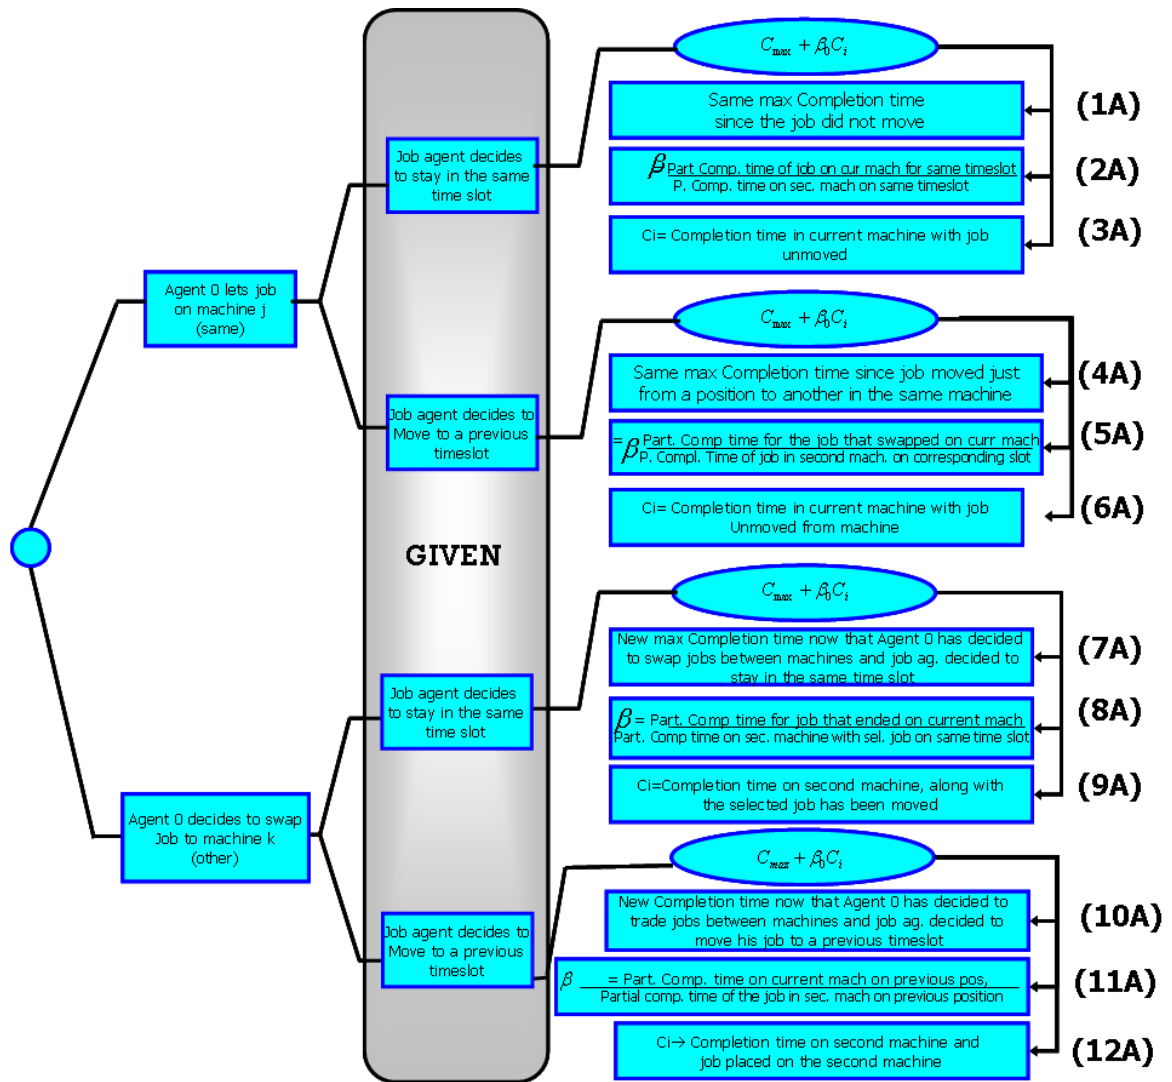 C_max + β₀C_i
Same max Completion time
since the job did not move
(1A)
β Part Comp. time of job on cur mach for same timeslot
P. Comp. time on sec. mach on same timeslot
(2A)
Ci= Completion time in current machine with job
unmoved
(3A)
Job agent decides
to stay in the same
time slot
Agent 0 lets job
on machine j
(same)
C_max + β₀C_i
Same max Completion time since job moved just
from a position to another in the same machine
(4A)
Job agent decides to
Move to a previous
timeslot
= β Part. Comp time for the job that swapped on curr mach
P. Compl. Time of job in second mach. on corresponding slot
(5A)
Ci= Completion time in current machine with job
Unmoved from machine
(6A)
GIVEN
C_max + β₀C_i
New max Completion time now that Agent 0 has decided
to swap jobs between machines and job ag. decided to
stay in the same time slot
(7A)
Job agent decides
to stay in the same
time slot
β = Part. Comp time for job that ended on current mach
Part. Comp time on sec. machine with sel. job on same time slot
(8A)
Ci=Completion time on second machine, along with
the selected job has been moved
(9A)
Agent 0 decides to swap
Job to machine k
(other)
C_max + β₀C_i
New Completion time now that Agent 0 has decided to
trade jobs between machines and job ag. decided to
move his job to a previous timeslot
(10A)
Job agent decides to
Move to a previous
timeslot
β = Part. Comp. time on current mach on previous pos,
Partial comp. time of the job in sec. mach on previous position
(11A)
Ci→ Completion time on second machine and
job placed on the second machine
(12A)